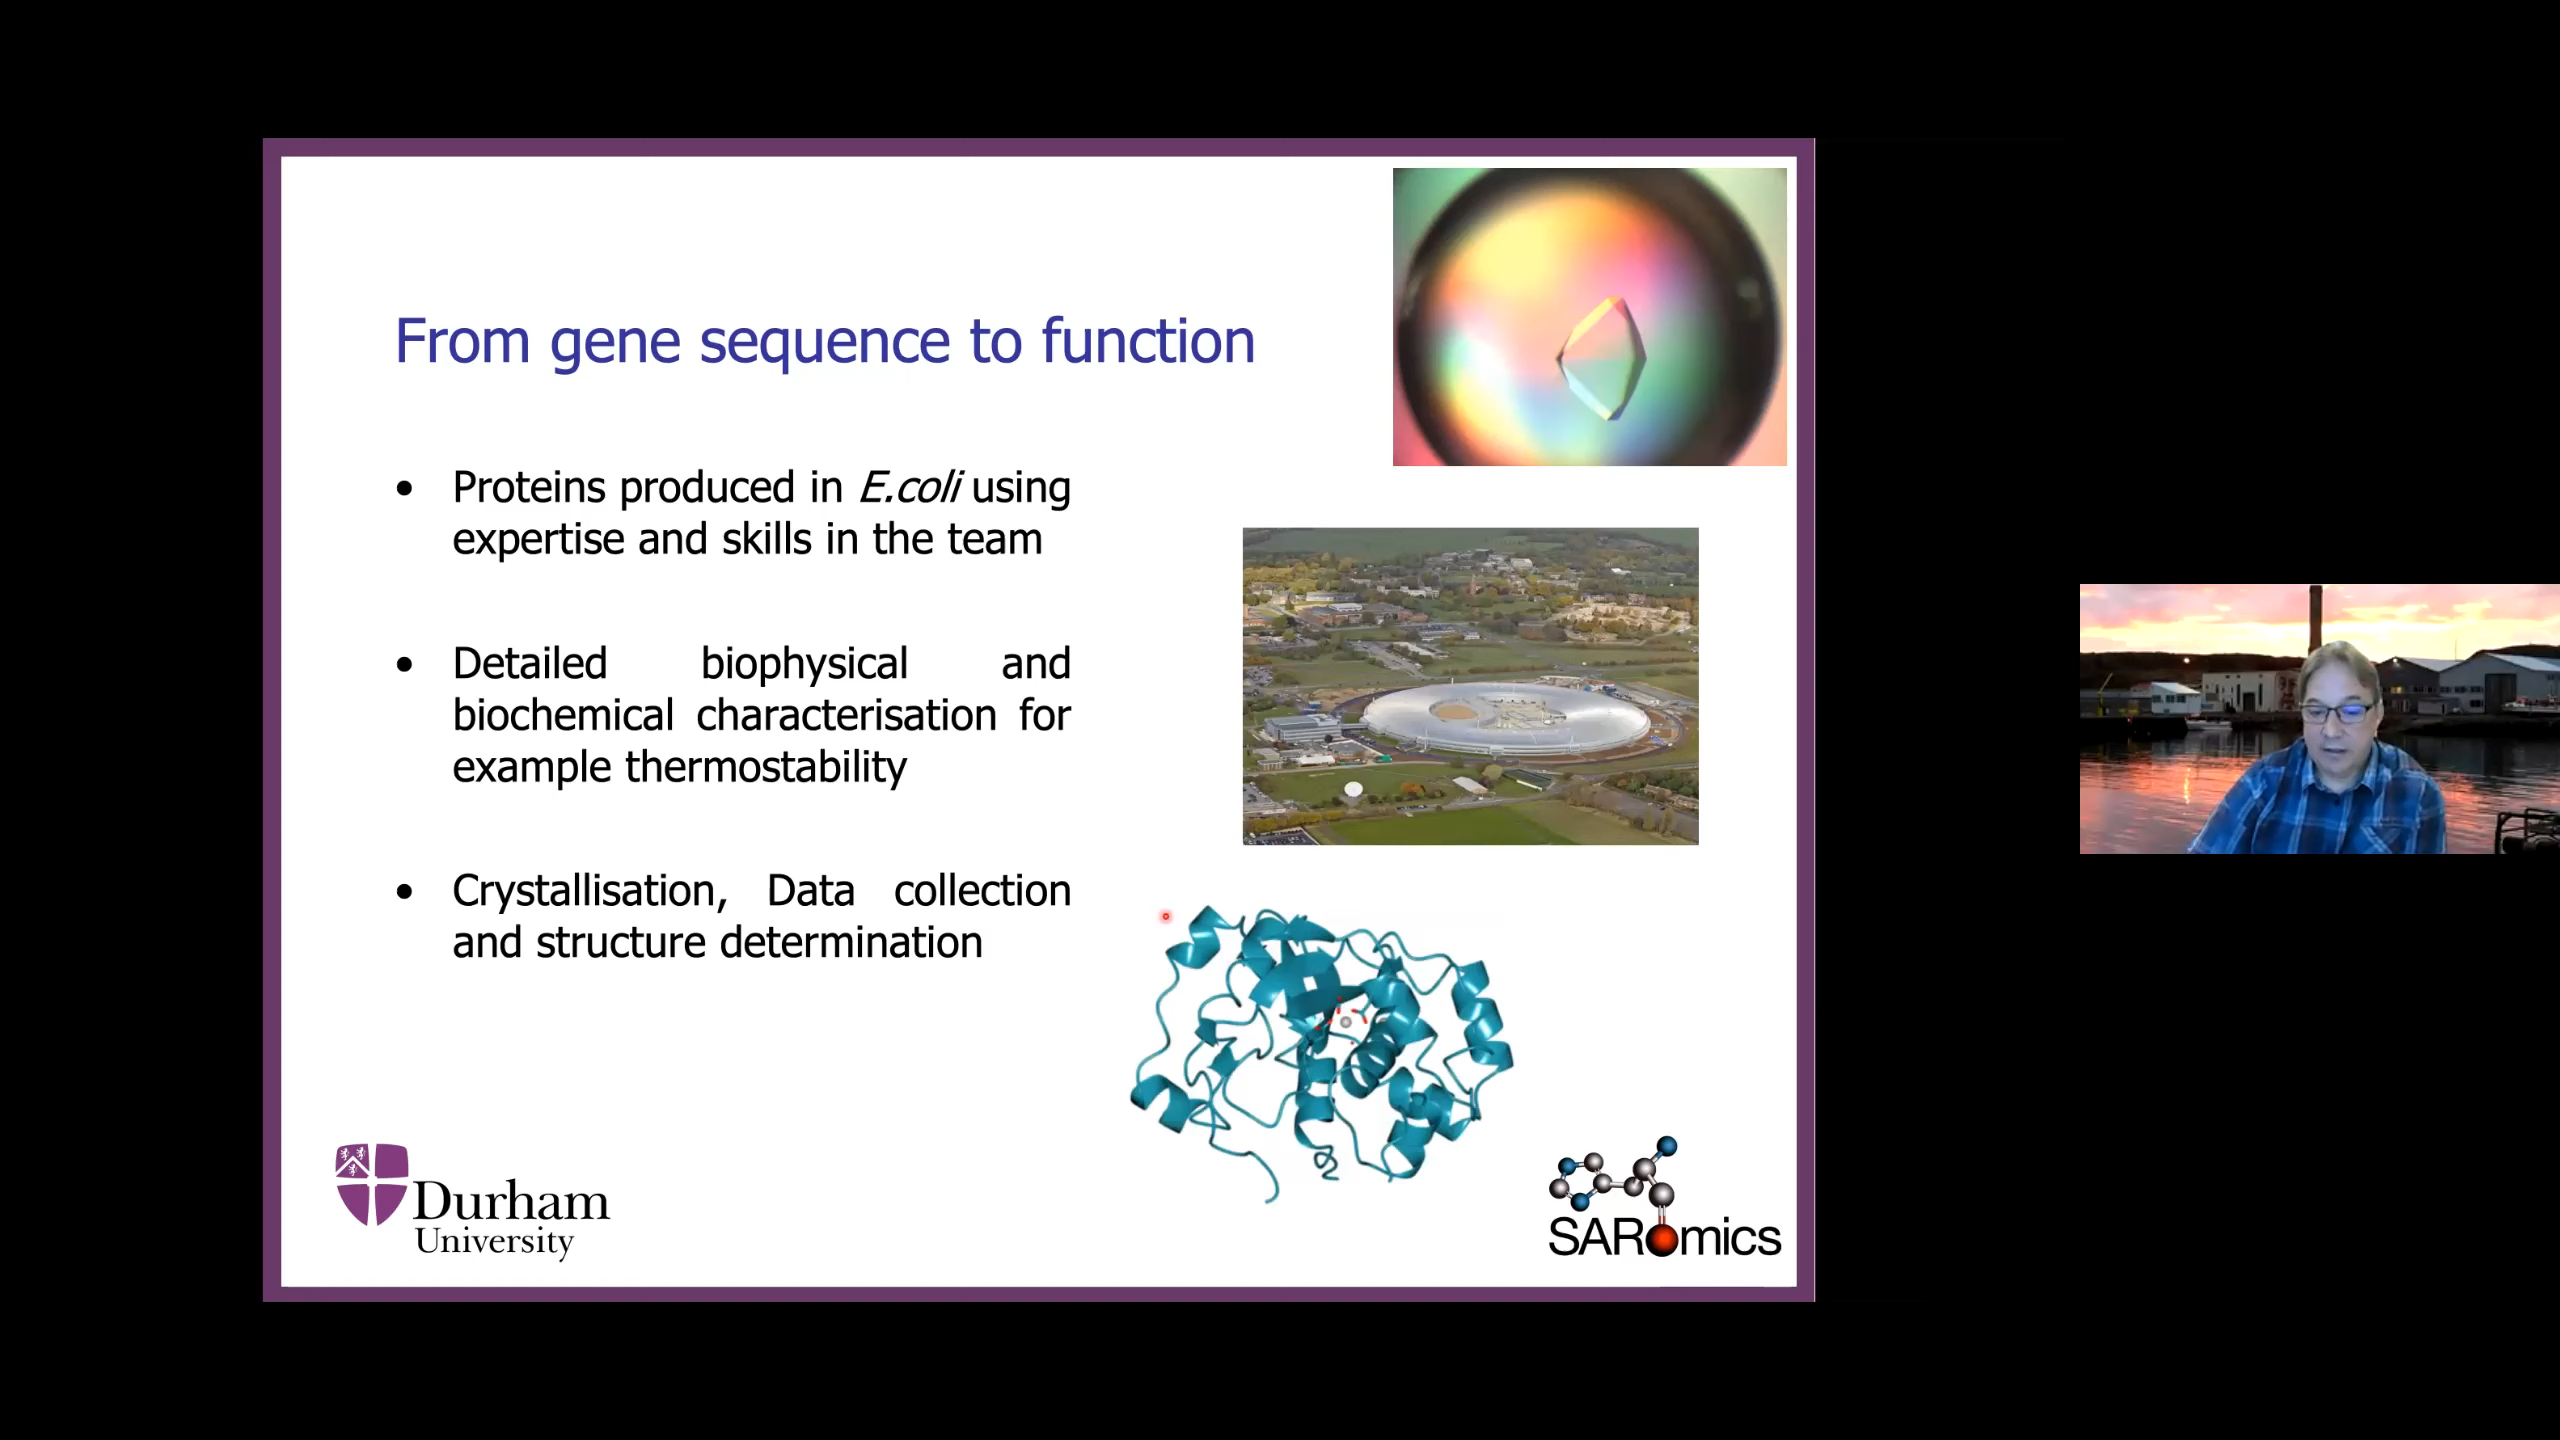 From gene sequence to function
• Proteins produced in E.coli using
expertise and skills in the team
• Detailed biophysical and
biochemical characterisation for
example thermostability
• Crystallisation, Data collection
and structure determination
Durham
University
SARomics